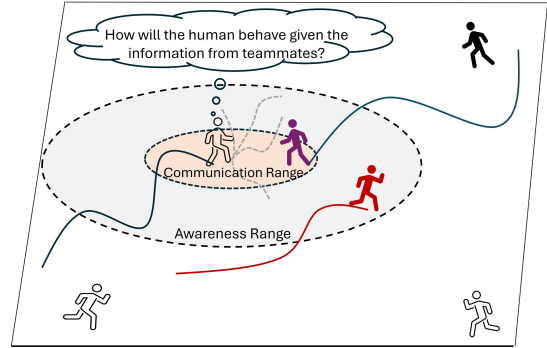 How will the human behave given the
information from teammates?
Communication Range
Awareness Range